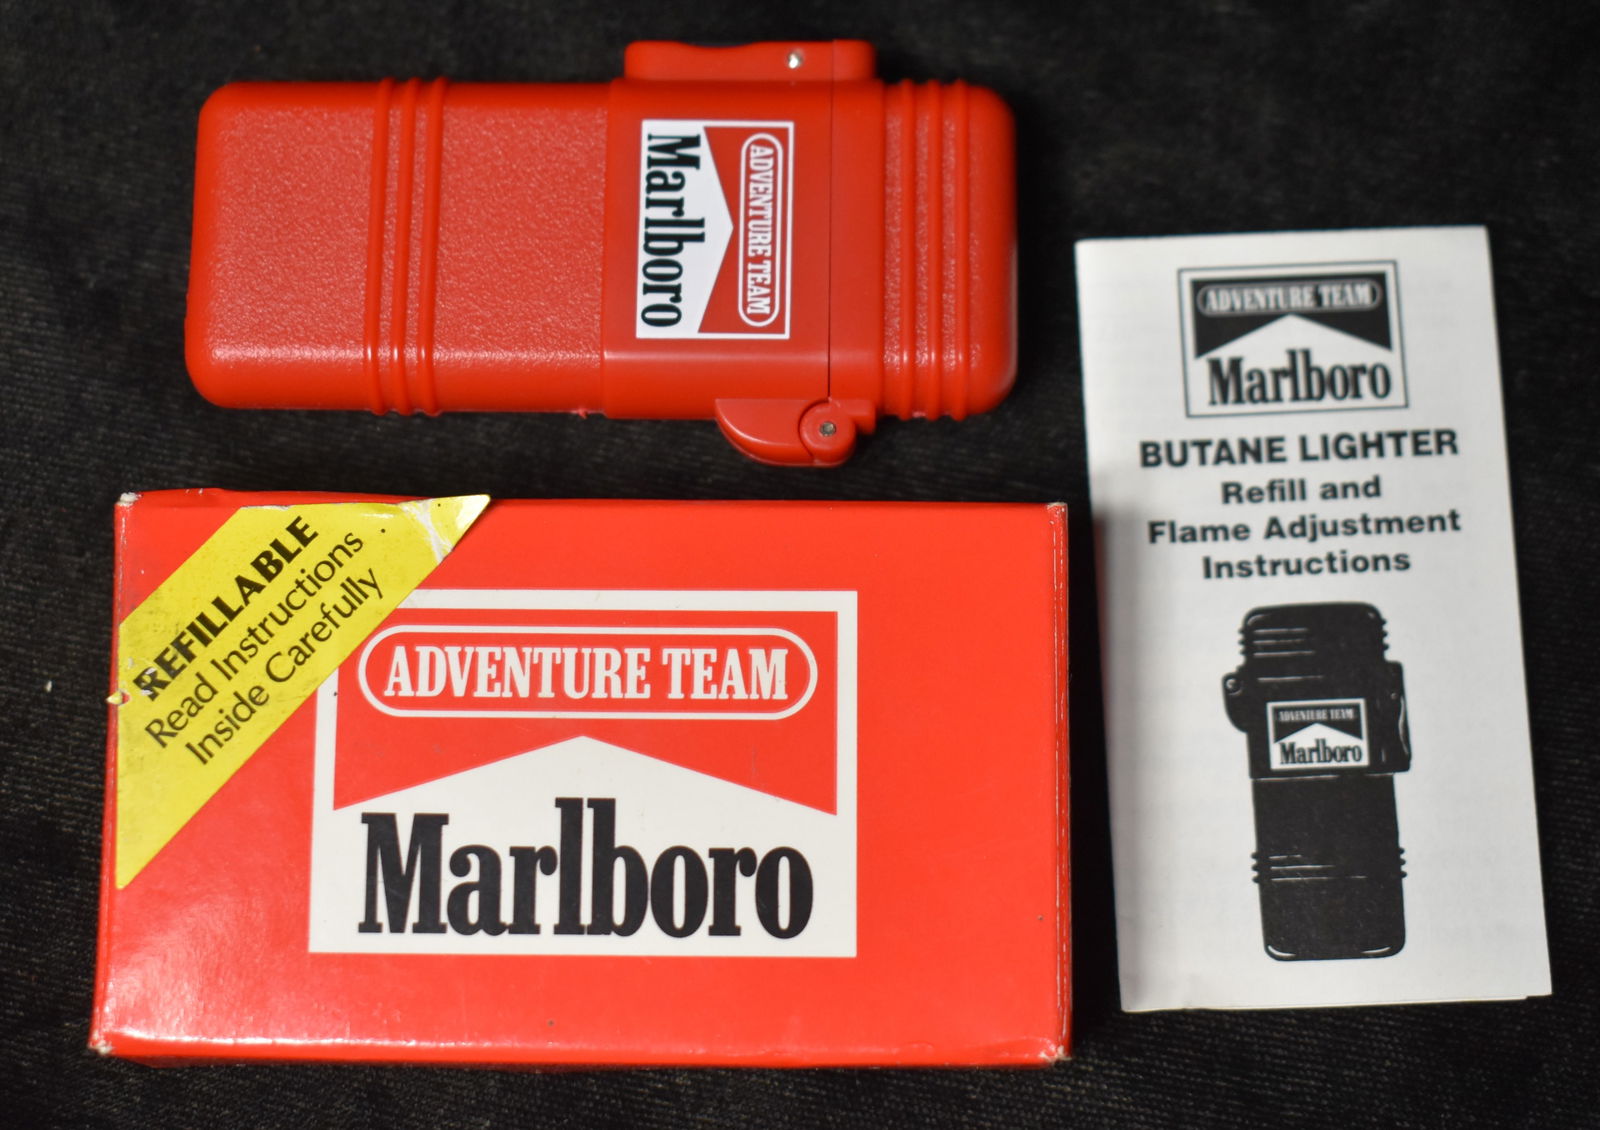 Marlboro
ADVENTURE TEAM
REFILLABLE
Read Instructions
Inside Carefully
ADVENTURE TEAM
Marlboro
ADVENTURE TEAM
Marlboro
BUTANE LIGHTER
Refill and
Flame Adjustment
Instructions
ADVENTURE TEAM
Marlboro